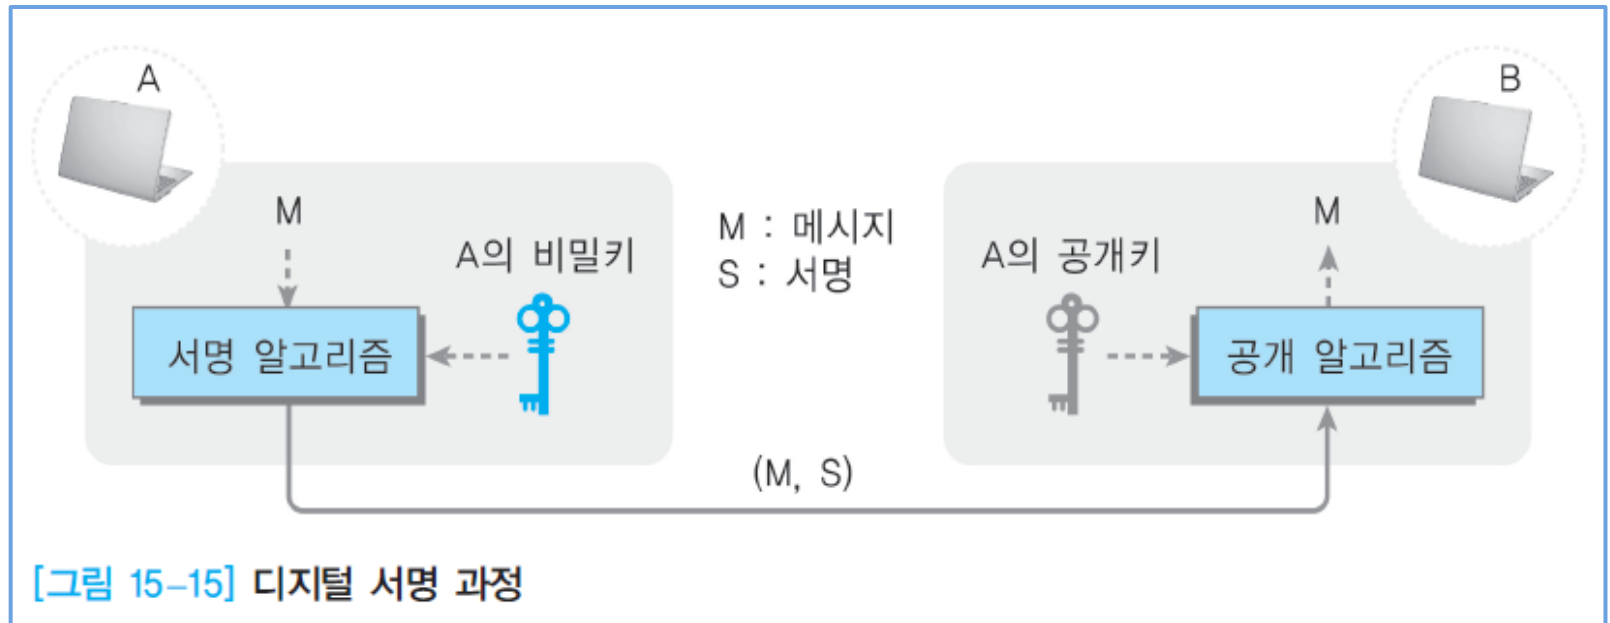 A
B
M
A의 비밀키
M : 메시지
S : 서명
A의 공개키
M
서명 알고리즘
공개 알고리즘
(M, S)
[그림 15-15] 디지털 서명 과정